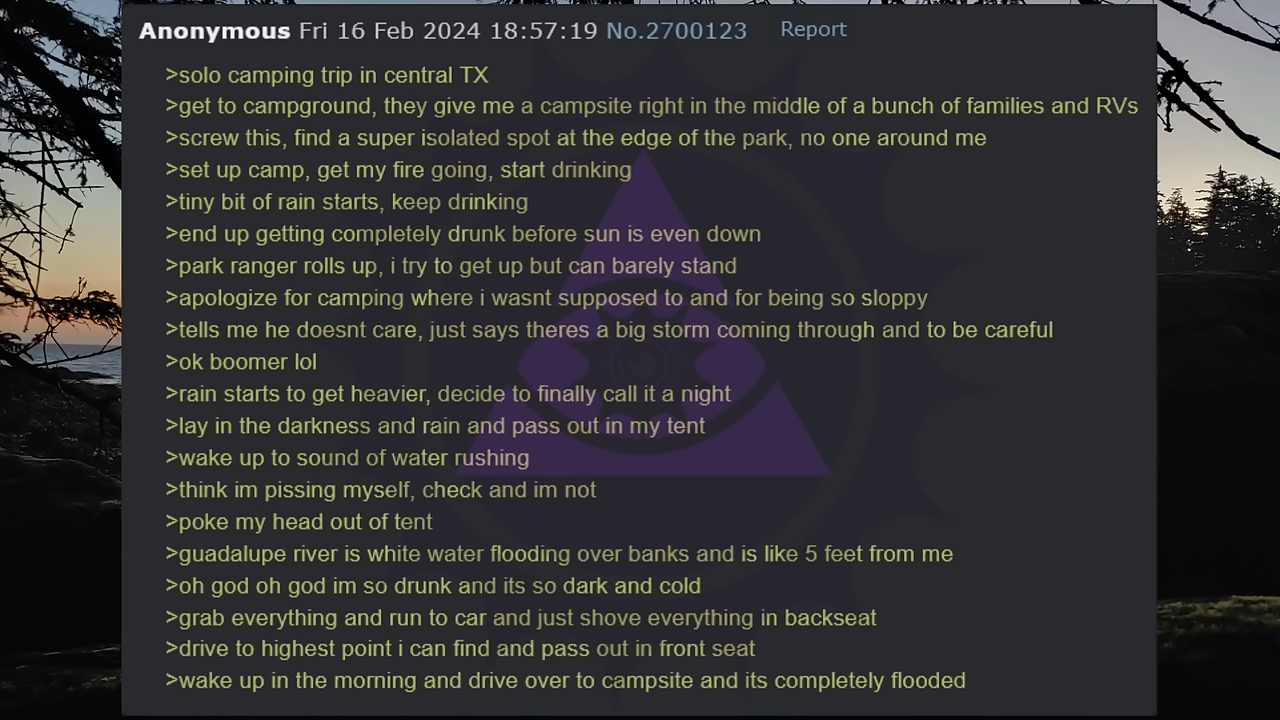 Anonymous Fri 16 Feb 2024 18:57:19 No.2700123 Report
>solo camping trip in central TX
>get to campground, they give me a campsite right in the middle of a bunch of families and RVs
>screw this, find a super isolated spot at the edge of the park, no one around me
>set up camp, get my fire going, start drinking
>tiny bit of rain starts, keep drinking
>end up getting completely drunk before sun is even down
>park ranger rolls up, i try to get up but can barely stand
>apologize for camping where i wasnt supposed to and for being so sloppy
>tells me he doesnt care, just says theres a big storm coming through and to be careful
>ok boomer lol
>rain starts to get heavier, decide to finally call it a night
>lay in the darkness and rain and pass out in my tent
>wake up to sound of water rushing
>think im pissing myself, check and im not
>poke my head out of tent
>guadalupe river is white water flooding over banks and is like 5 feet from me
>oh god oh god im so drunk and its so dark and cold
>grab everything and run to car and just shove everything in backseat
>drive to highest point i can find and pass out in front seat
>wake up in the morning and drive over to campsite and its completely flooded